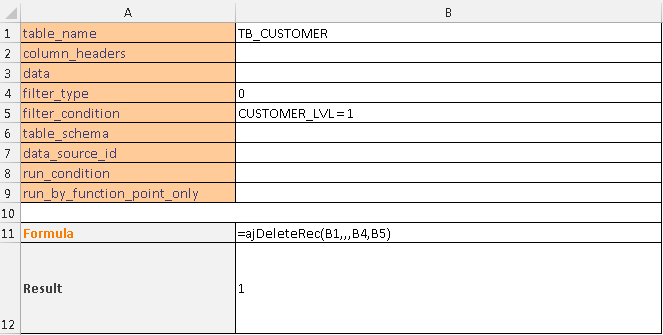 A B
1 table_name TB_CUSTOMER
2 column_headers
3 data
4 filter_type 0
5 filter_condition CUSTOMER_LVL = 1
6 table_schema
7 data_source_id
8 run_condition
9 run_by_function_point_only
10
11 Formula =ajDeleteRec(B1,,,B4,B5)
12 Result 1